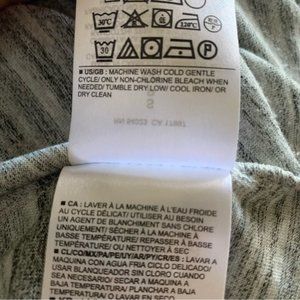 30°C
120°C
30
P
■ US/GB : MACHINE WASH COLD GENTLE
CYCLE/ ONLY NON-CHLORINE BLEACH WHEN
NEEDED/ TUMBLE DRY LOW/ COOL IRON/ OR
DRY CLEAN
S
■ CA : LAVER À LA MACHINE À L'EAU FROIDE
AU CYCLE DÉLICAT/ UTILISER AU BESOIN
UN AGENT DE BLANCHIMENT SANS CHLORE
UNIQUEMENT/ SÉCHER À LA MACHINE À
BASSE TEMPÉRATURE/ REPASSER À BASSE
TEMPÉRATURE/ OU NETTOYER À SEC
■ CL/CO/MX/PA/PE/UY/AR/PY/CR/ES : LAVAR A
MAQUINA CON AGUA FRIA CICLO DELICADO/
USAR BLANQUEADOR SIN CLORO CUANDO
SEA NECESARIO/ SECAR A MAQUINA A
BAJA TEMPERATURA/ PLANCHAR A BAJA